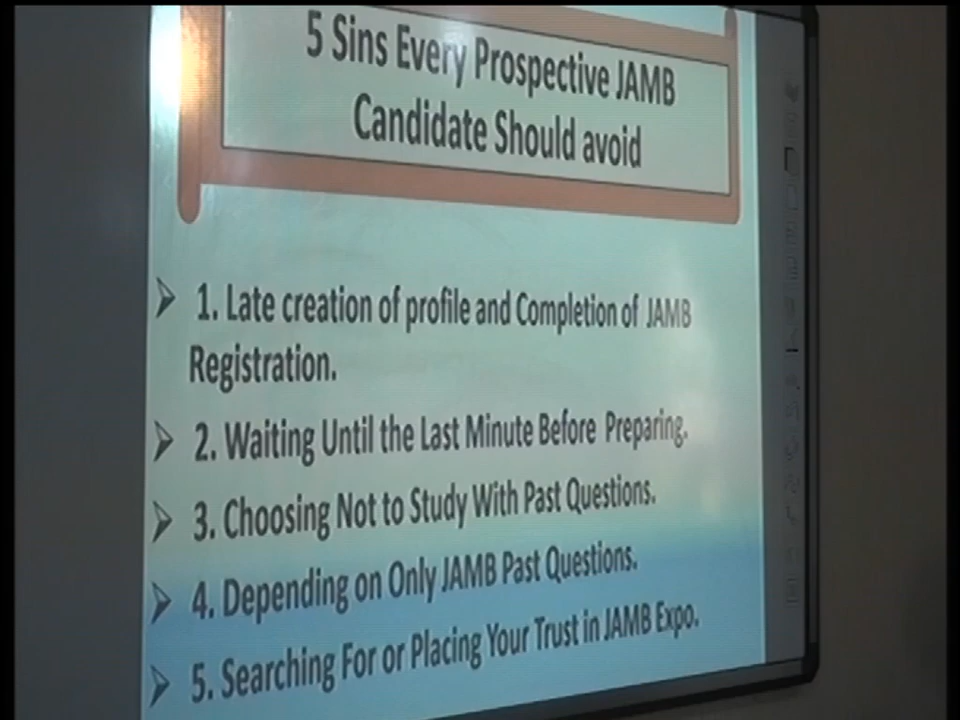 5 Sins Every Prospective JAMB
Candidate Should avoid
➢ 1. Late creation of profile and Completion of JAMB
Registration.
➢ 2. Waiting Until the Last Minute Before Preparing.
➢ 3. Choosing Not to Study With Past Questions.
➢ 4. Depending on Only JAMB Past Questions.
➢ 5. Searching For or Placing Your Trust in JAMB Expo.